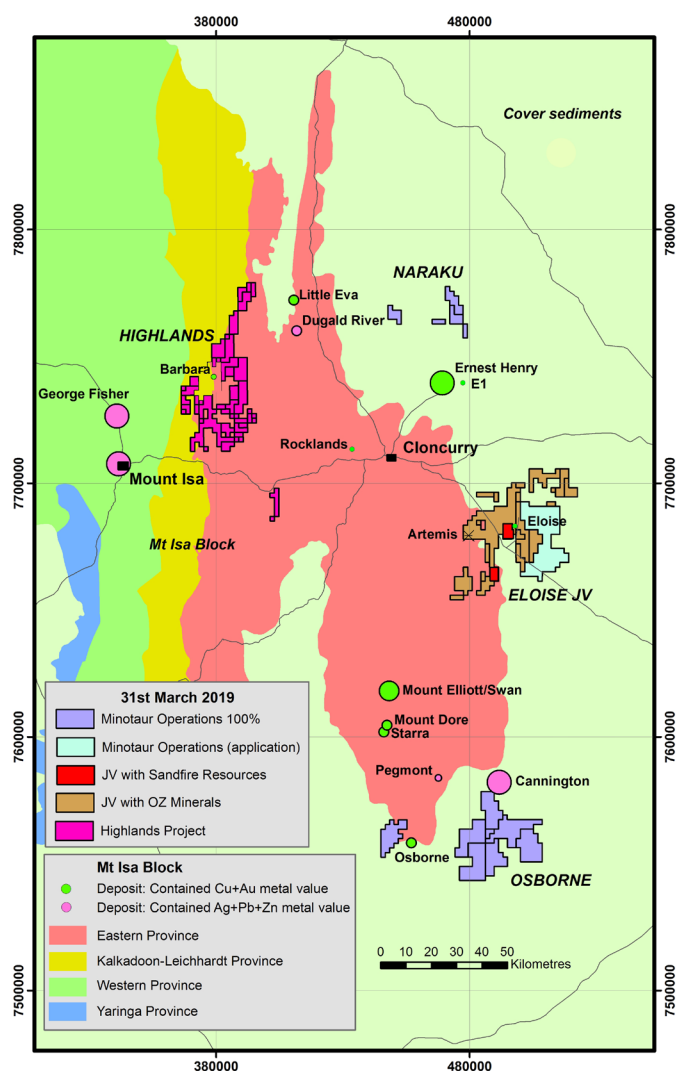 380000
480000
Cover sediments
7800000
7800000
NARAKU
Little Eva
Dugald River
HIGHLANDS
Barbara
Ernest Henry
E1
George Fisher
Rocklands
Cloncurry
Mount Isa
7700000
7700000
Eloise
Artemis
Mt Isa Block
ELOISE JV
Mount Elliott/Swan
31st March 2019
Minotaur Operations 100%
Minotaur Operations (application)
JV with Sandfire Resources
JV with OZ Minerals
Highlands Project
Mount Dore
Starra
7600000
7600000
Pegmont
Cannington
Osborne
OSBORNE
Mt Isa Block
Deposit: Contained Cu+Au metal value
Deposit: Contained Ag+Pb+Zn metal value
Eastern Province
Kalkadoon-Leichhardt Province
Western Province
Yaringa Province
0 10 20 30 40 50
Kilometres
7500000
7500000
380000
480000